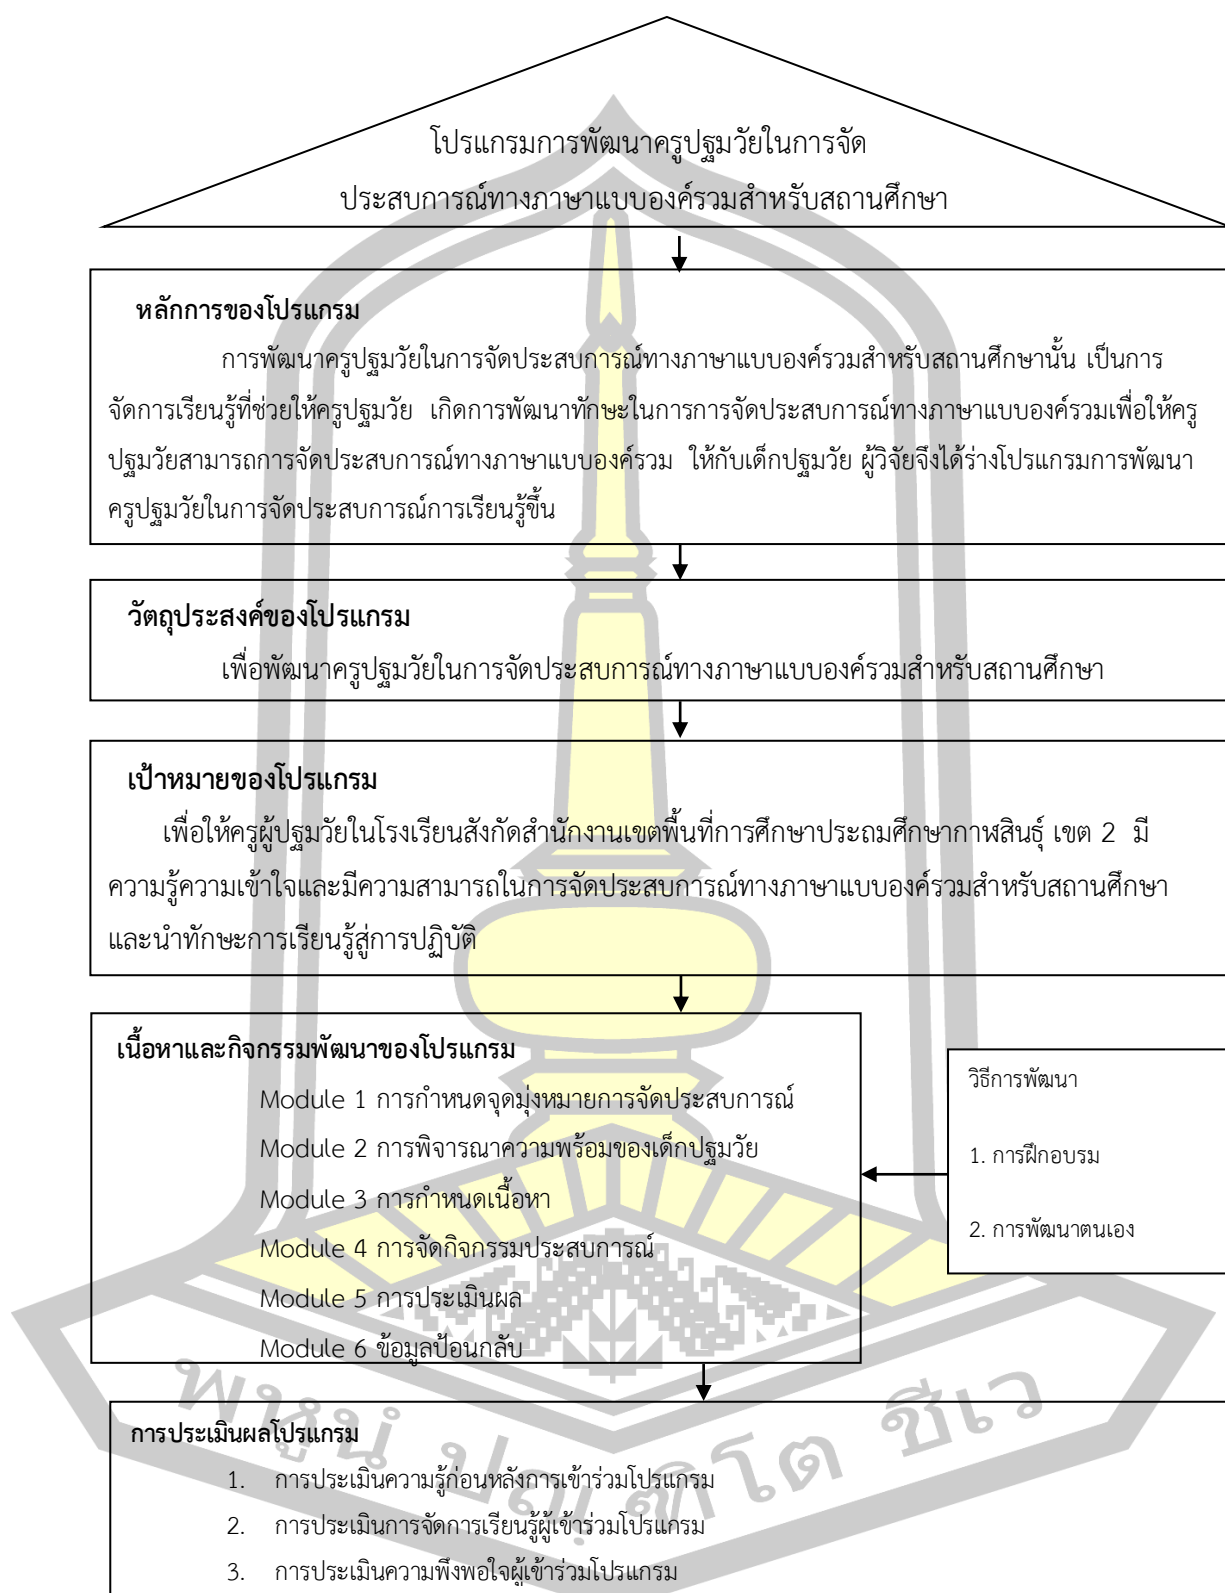 โปรแกรมการพัฒนาครูปฐมวัยในการจัด
ประสบการณ์ทางภาษาแบบองค์รวมสำหรับสถานศึกษา
หลักการของโปรแกรม
การพัฒนาครูปฐมวัยในการจัดประสบการณ์ทางภาษาแบบองค์รวมสำหรับสถานศึกษานั้น เป็นการ
จัดการเรียนรู้ที่ช่วยให้ครูปฐมวัย เกิดการพัฒนาทักษะในการการจัดประสบการณ์ทางภาษาแบบองค์รวมเพื่อให้ครู
ปฐมวัยสามารถการจัดประสบการณ์ทางภาษาแบบองค์รวม ให้กับเด็กปฐมวัย ผู้วิจัยจึงได้ร่างโปรแกรมการพัฒนา
ครูปฐมวัยในการจัดประสบการณ์การเรียนรู้ขึ้น
วัตถุประสงค์ของโปรแกรม
เพื่อพัฒนาครูปฐมวัยในการจัดประสบการณ์ทางภาษาแบบองค์รวมสำหรับสถานศึกษา
เป้าหมายของโปรแกรม
เพื่อให้ครูผู้ปฐมวัยในโรงเรียนสังกัดสำนักงานเขตพื้นที่การศึกษาประถมศึกษากาฬสินธุ์ เขต 2 มี
ความรู้ความเข้าใจและมีความสามารถในการจัดประสบการณ์ทางภาษาแบบองค์รวมสำหรับสถานศึกษา
และนำทักษะการเรียนรู้สู่การปฏิบัติ
เนื้อหาและกิจกรรมพัฒนาของโปรแกรม
Module 1 การกำหนดจุดมุ่งหมายการจัดประสบการณ์
Module 2 การพิจารณาความพร้อมของเด็กปฐมวัย
Module 3 การกำหนดเนื้อหา
Module 4 การจัดกิจกรรมประสบการณ์
Module 5 การประเมินผล
Module 6 ข้อมูลป้อนกลับ
วิธีการพัฒนา
1. การฝึกอบรม
2. การพัฒนาตนเอง
การประเมินผลโปรแกรม
1. การประเมินความรู้ก่อนหลังการเข้าร่วมโปรแกรม
2. การประเมินการจัดการเรียนรู้ผู้เข้าร่วมโปรแกรม
3. การประเมินความพึงพอใจผู้เข้าร่วมโปรแกรม
พหูนํ ปณฺฑิโต ชีเว